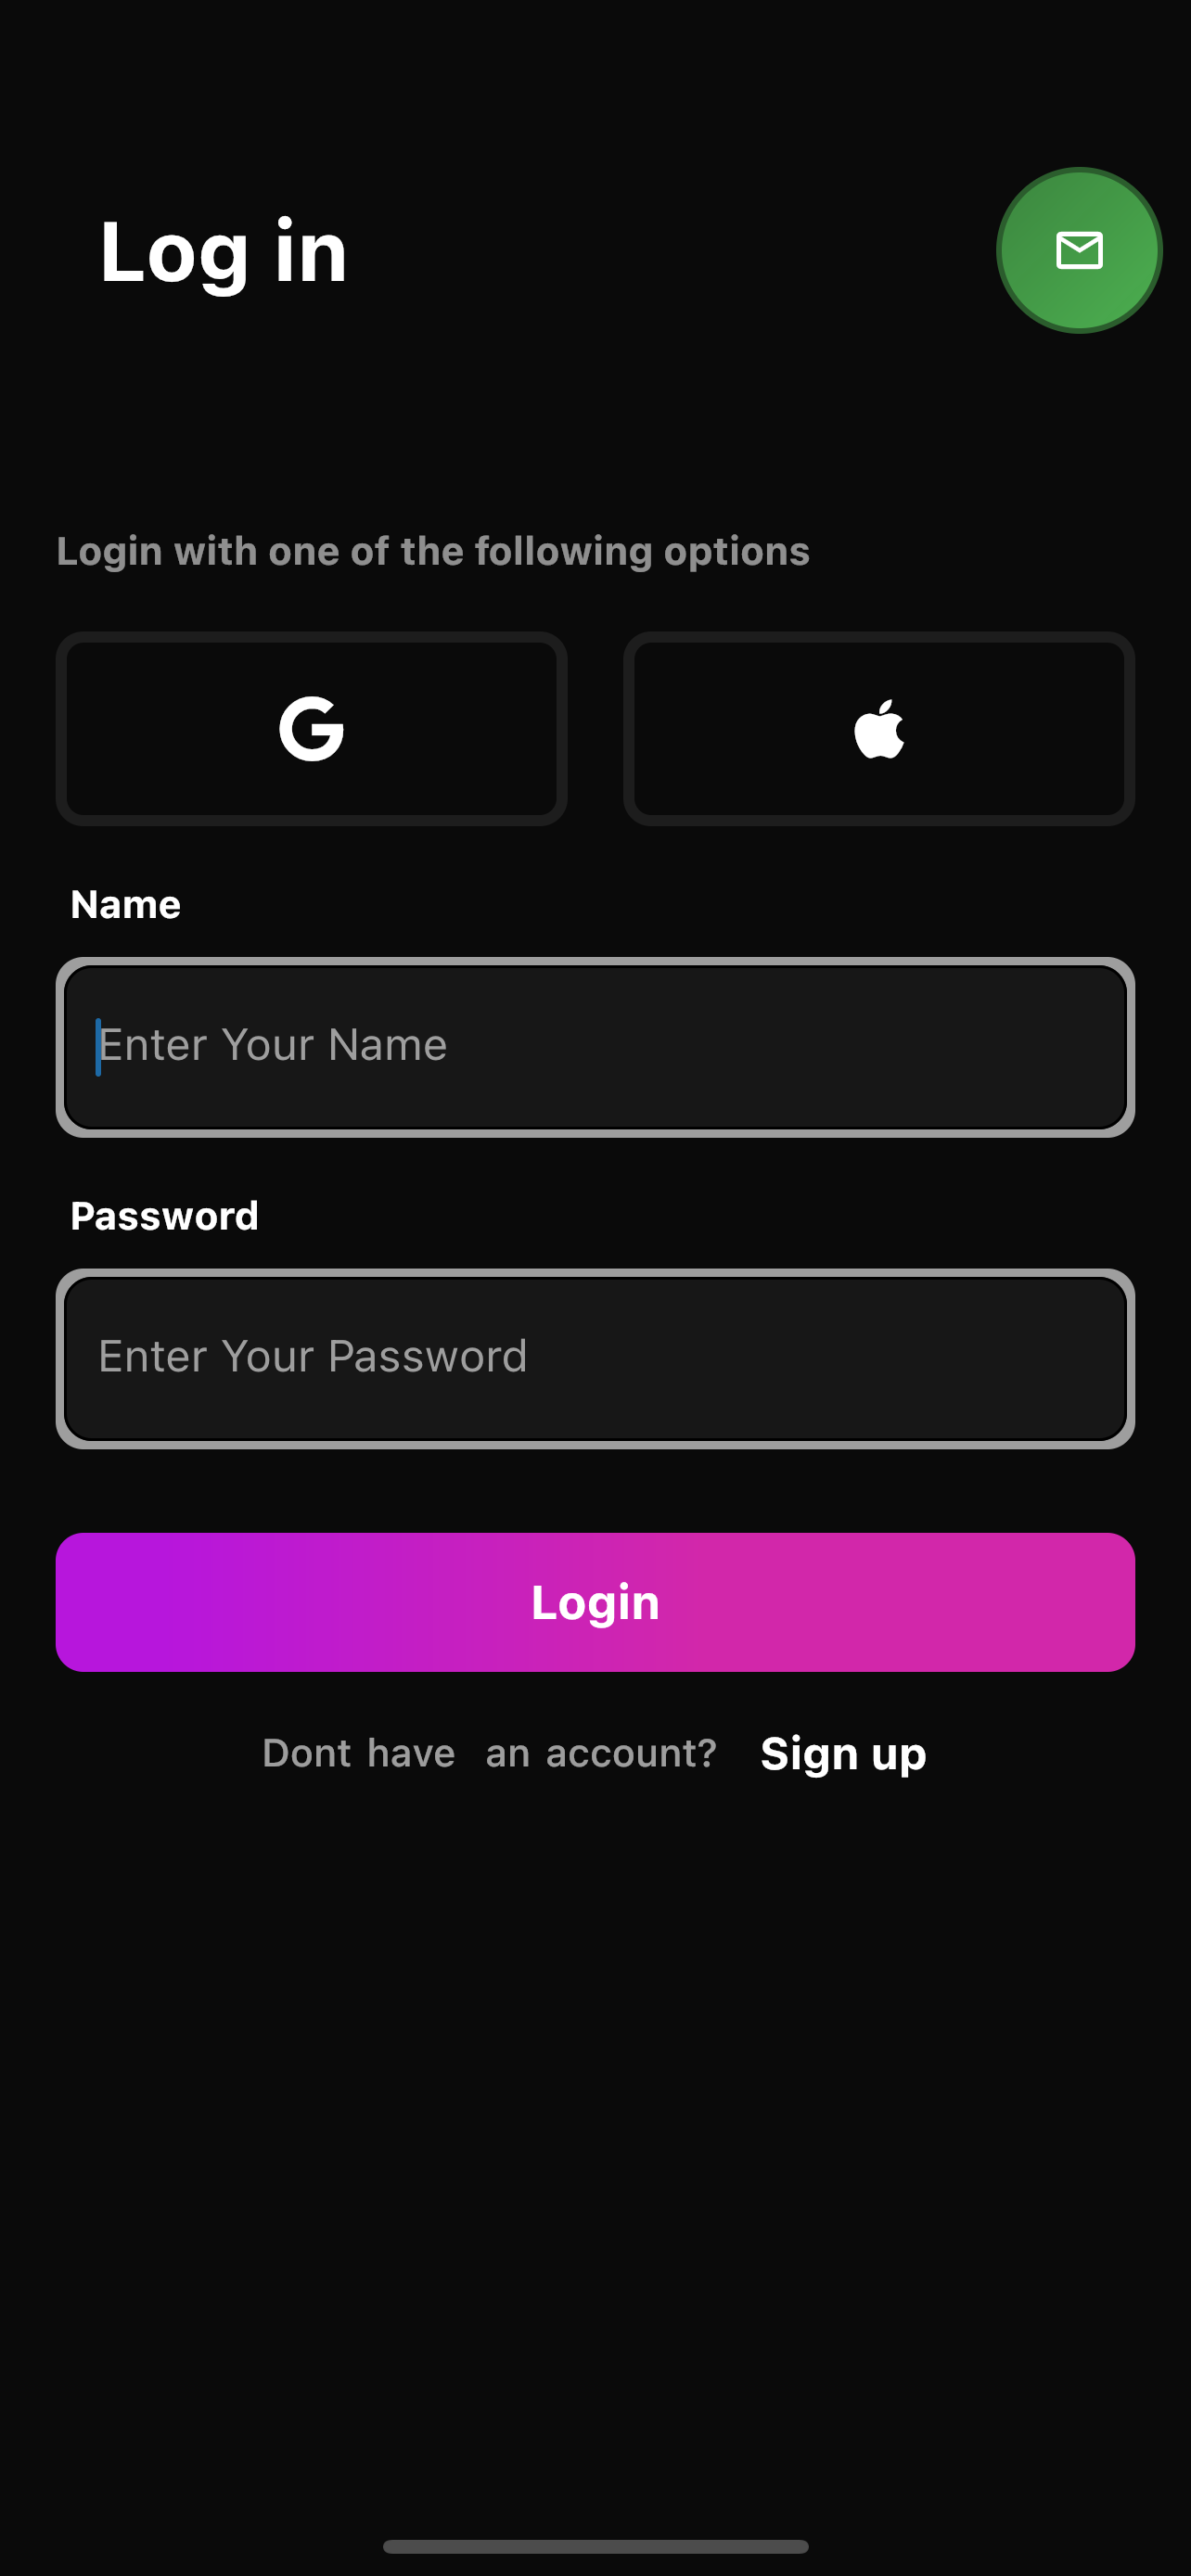 Log in
Login with one of the following options
Name
Enter Your Name
Password
Enter Your Password
Login
Dont have an account? Sign up